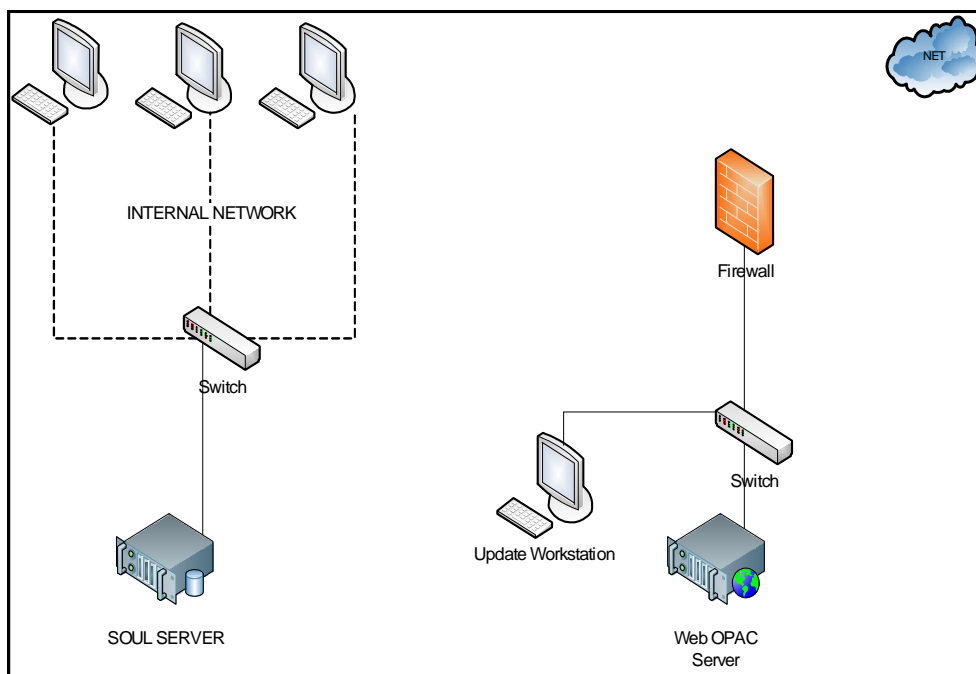 NET
INTERNAL NETWORK
Firewall
Switch
Switch
Update Workstation
SOUL SERVER
Web OPAC
Server